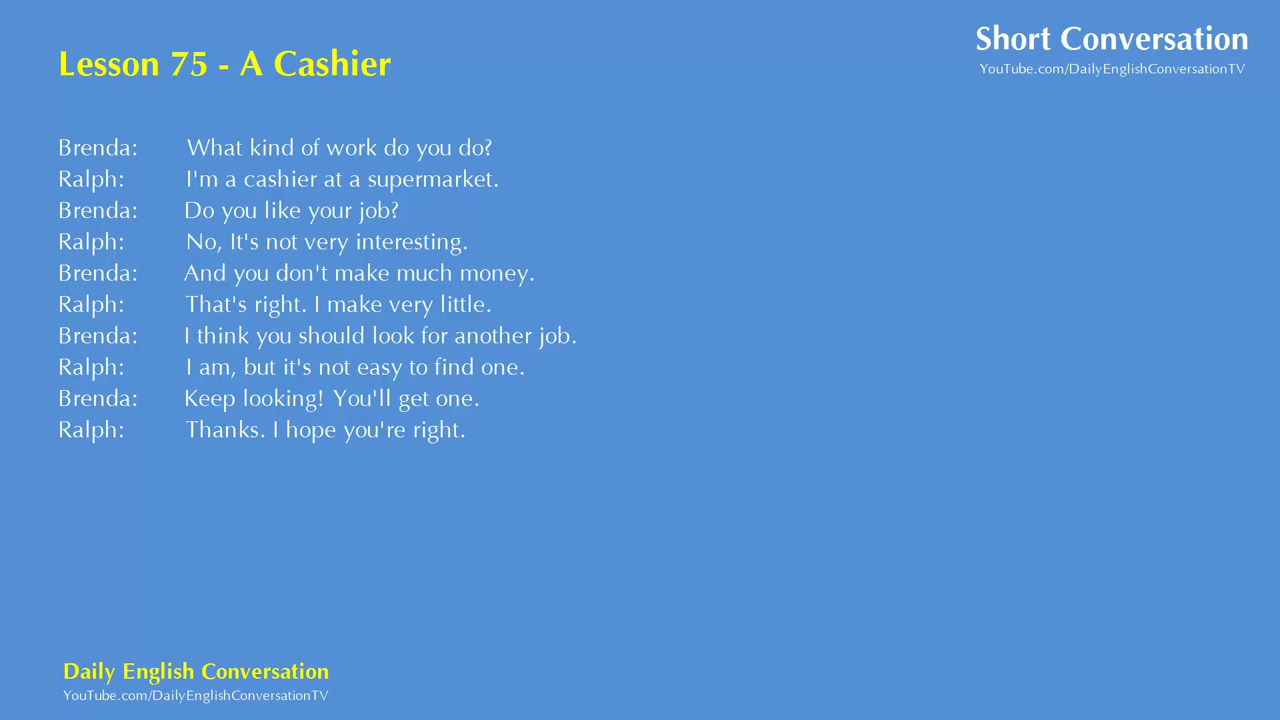 Short Conversation
YouTube.com/DailyEnglishConversationTV
Lesson 75 - A Cashier
Brenda: What kind of work do you do?
Ralph: I'm a cashier at a supermarket.
Brenda: Do you like your job?
Ralph: No, It's not very interesting.
Brenda: And you don't make much money.
Ralph: That's right. I make very little.
Brenda: I think you should look for another job.
Ralph: I am, but it's not easy to find one.
Brenda: Keep looking! You'll get one.
Ralph: Thanks. I hope you're right.
Daily English Conversation
YouTube.com/DailyEnglishConversationTV